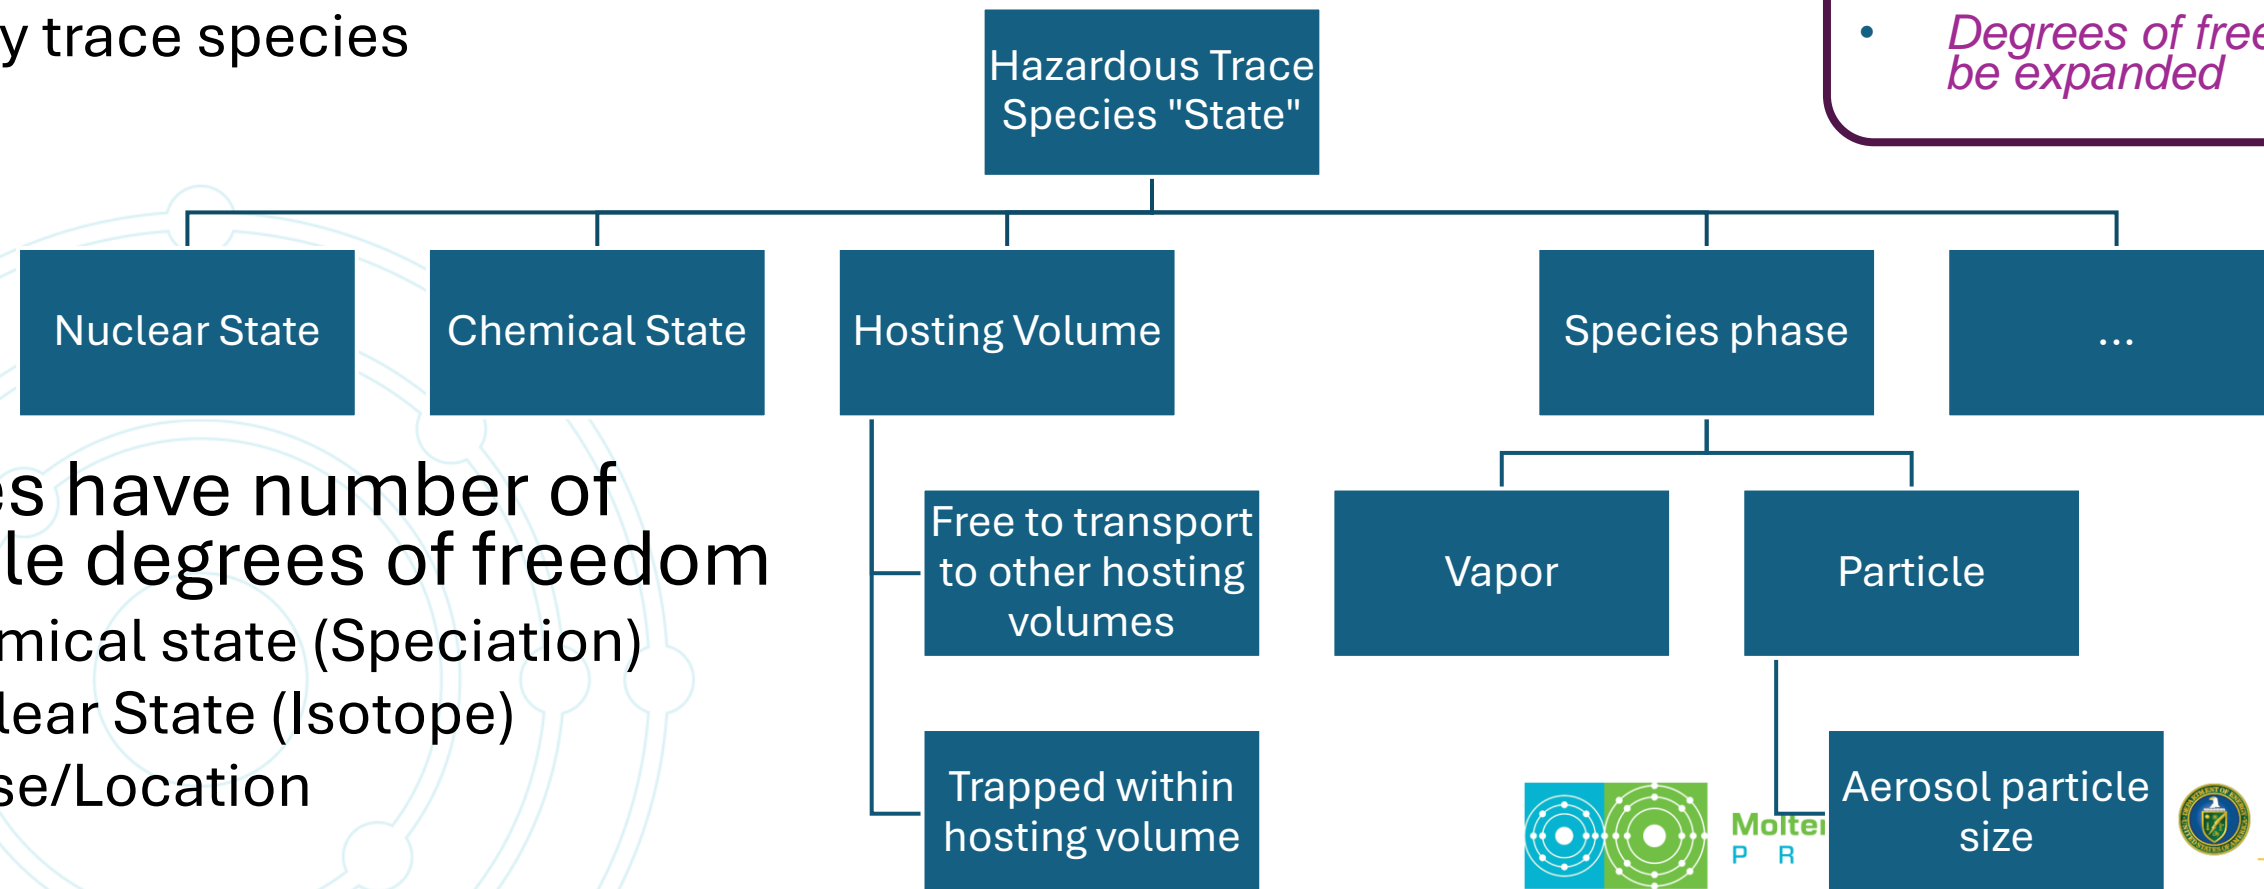 y trace species
Hazardous Trace
Species "State"
• Degrees of free
be expanded
Nuclear State
Chemical State
Hosting Volume
Species phase
...
es have number of
le degrees of freedom
mical state (Speciation)
lear State (Isotope)
se/Location
Free to transport
to other hosting
volumes
Vapor
Particle
Trapped within
hosting volume
Aerosol particle
size
Molte
P R